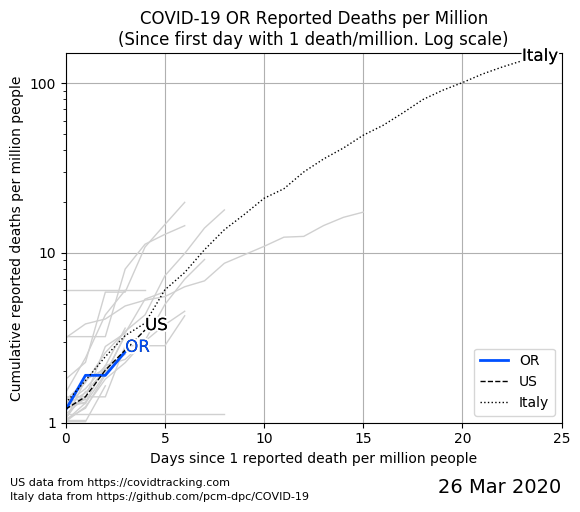 COVID-19 OR Reported Deaths per Million
(Since first day with 1 death/million. Log scale)
Cumulative reported deaths per million people
100
10
1
Italy
US
OR
OR
US
Italy
0
5
10
15
20
25
Days since 1 reported death per million people
US data from https://covidtracking.com
Italy data from https://github.com/pcm-dpc/COVID-19
26 Mar 2020